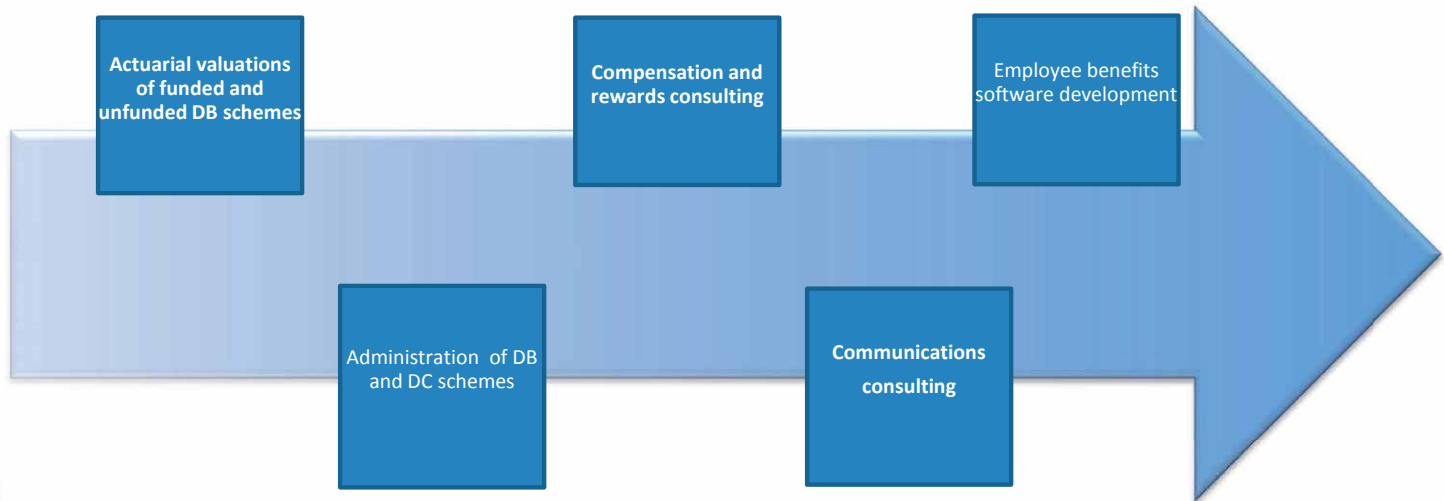 Actuarial valuations
of funded and
unfunded DB schemes
Administration of DB
and DC schemes
Compensation and
rewards consulting
Communications
consulting
Employee benefits
software development